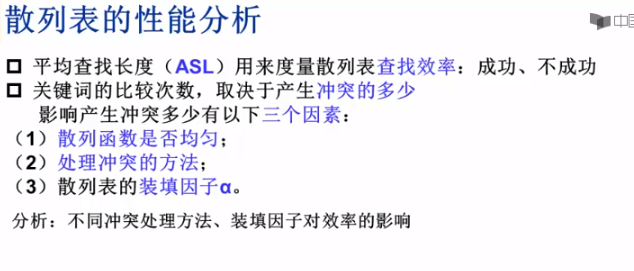 散列表的性能分析
中国
平均查找长度（ASL）用来度量散列表查找效率：成功、不成功
关键词的比较次数，取决于产生冲突的多少
影响产生冲突多少有以下三个因素：
（1）散列函数是否均匀；
（2）处理冲突的方法；
（3）散列表的装填因子α。
分析：不同冲突处理方法、装填因子对效率的影响